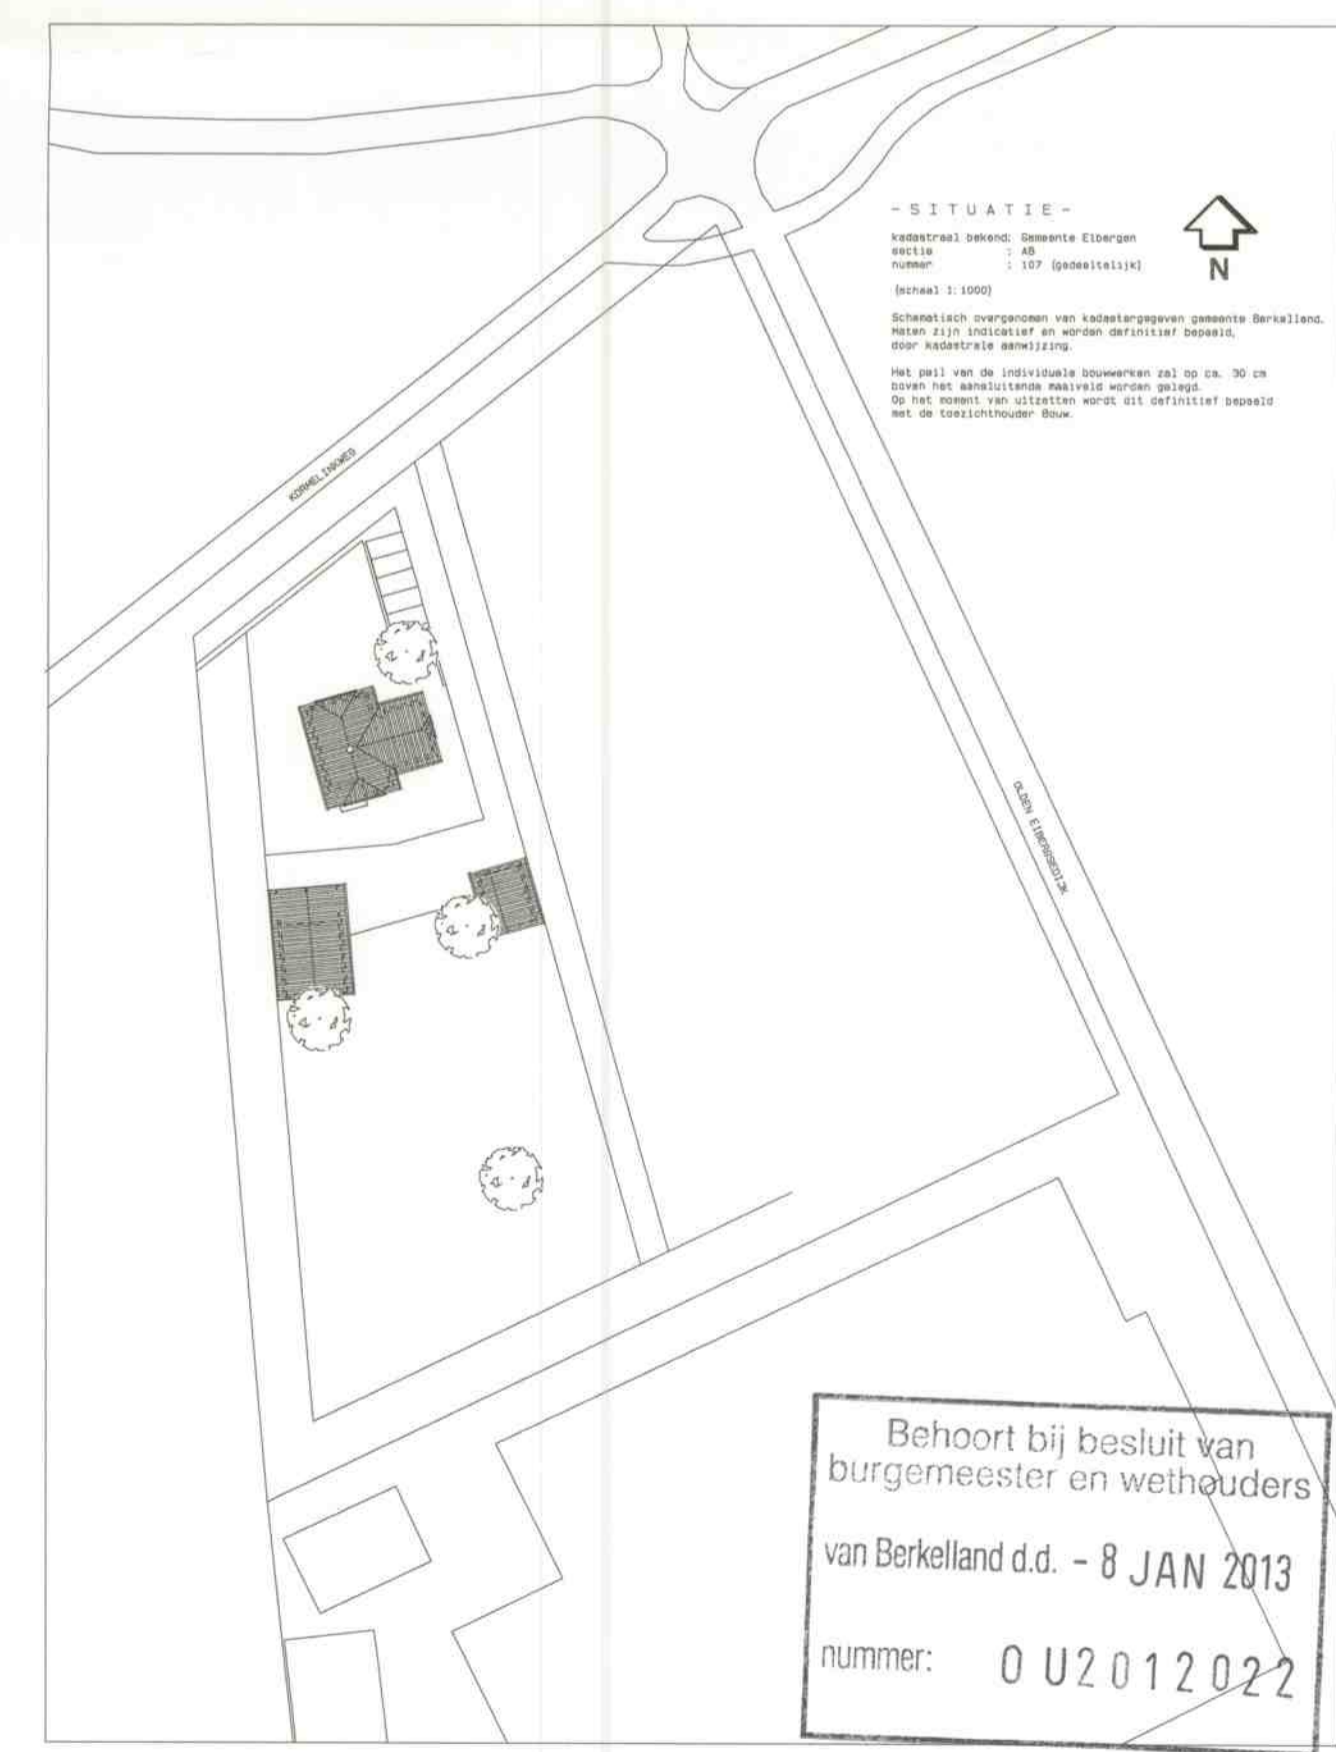 - S I T U A T I E -
kadastraal bekend: Gemeente Eibergen
sectie : AB
nummer : 107 (gedeeltelijk)
(schaal 1:1000)
Schematisch overgenomen van kadastergegeven gemeente Berkelland.
Maten zijn indicatief en worden definitief bepaald,
door kadastrale aanwijzing.
Het peil van de individuele bouwwerken zal op ca. 30 cm
boven het aansluitende maaiveld worden gelegd.
Op het moment van uitzetten wordt dit definitief bepaald
met de toezichthouder Bouw.
N
KORMELINKWEG
OLDEN EIBERGSEDIJK
Behoort bij besluit van
burgemeester en wethouders
van Berkelland d.d. - 8 JAN 2013
nummer: O U 2 0 1 2 0 2 2